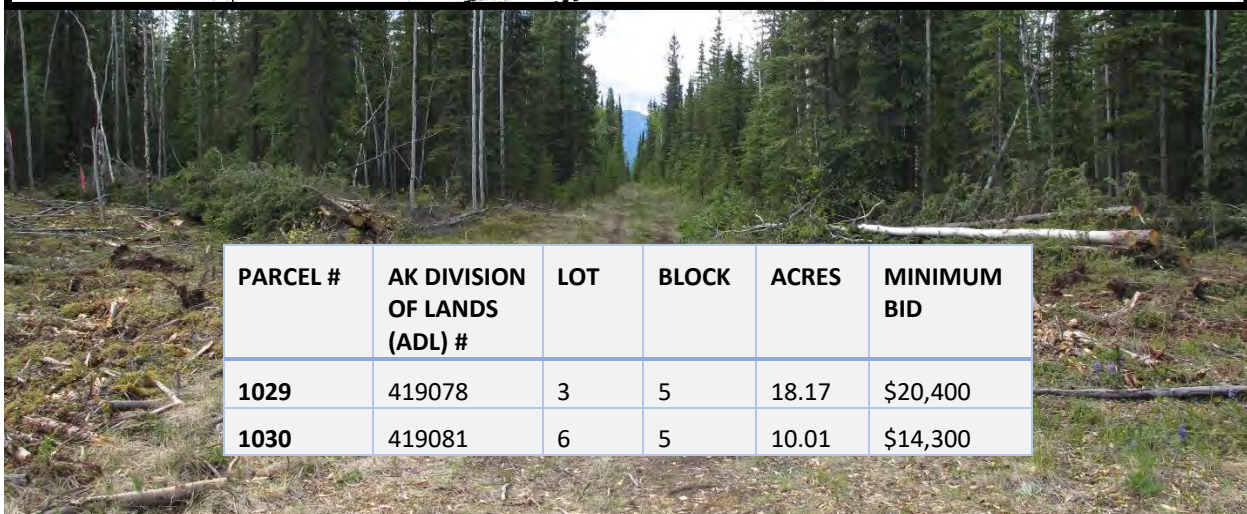 PARCEL # AK DIVISION OF LANDS (ADL) # LOT BLOCK ACRES MINIMUM BID
1029 419078 3 5 18.17 $20,400
1030 419081 6 5 10.01 $14,300